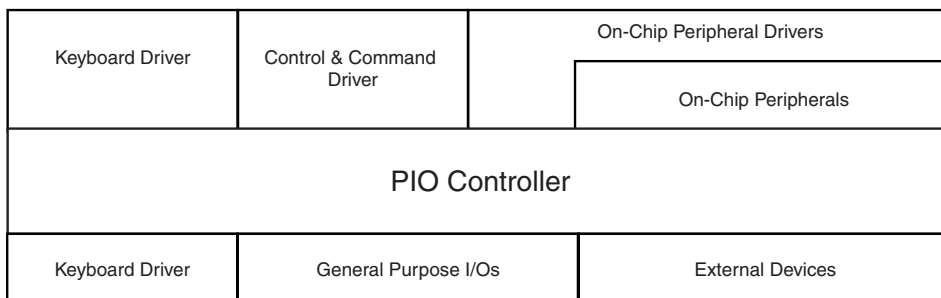 Keyboard Driver
Control & Command
Driver
On-Chip Peripheral Drivers
On-Chip Peripherals
PIO Controller
Keyboard Driver
General Purpose I/Os
External Devices